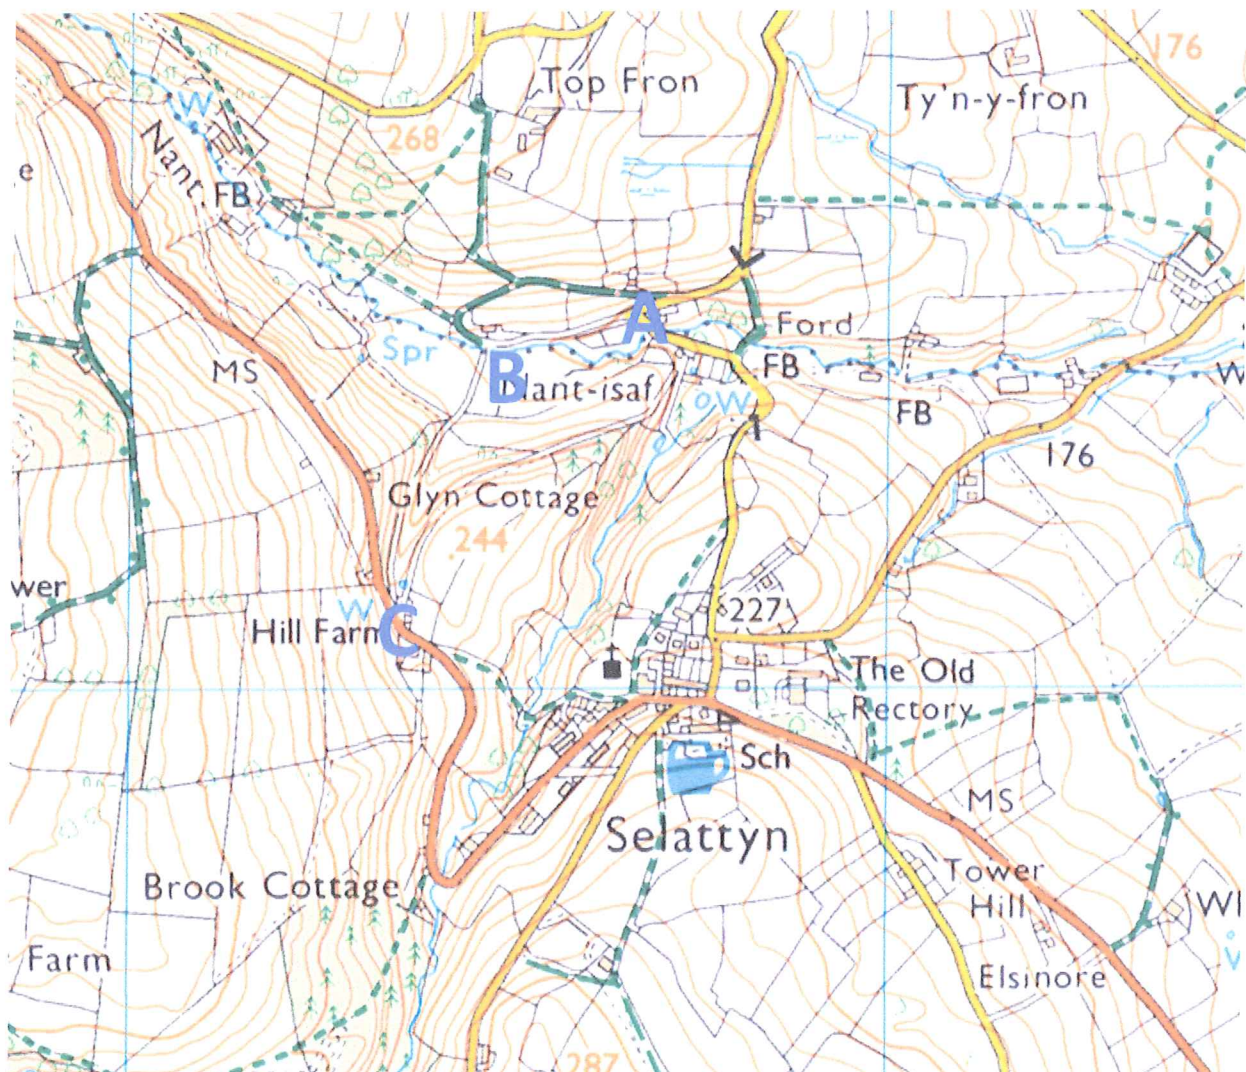 176
Top Fron
Ty'n-y-fron
W
268
e
Nant
FB
A
Ford
Spr
MS
B
Nant-isaf
FB
W
FB
W
176
Glyn Cottage
244
wer
W
227
C
Hill Farm
The Old
Rectory
Sch
MS
Selattyn
Tower
Hill
Brook Cottage
Wl
Farm
Elsinore
287